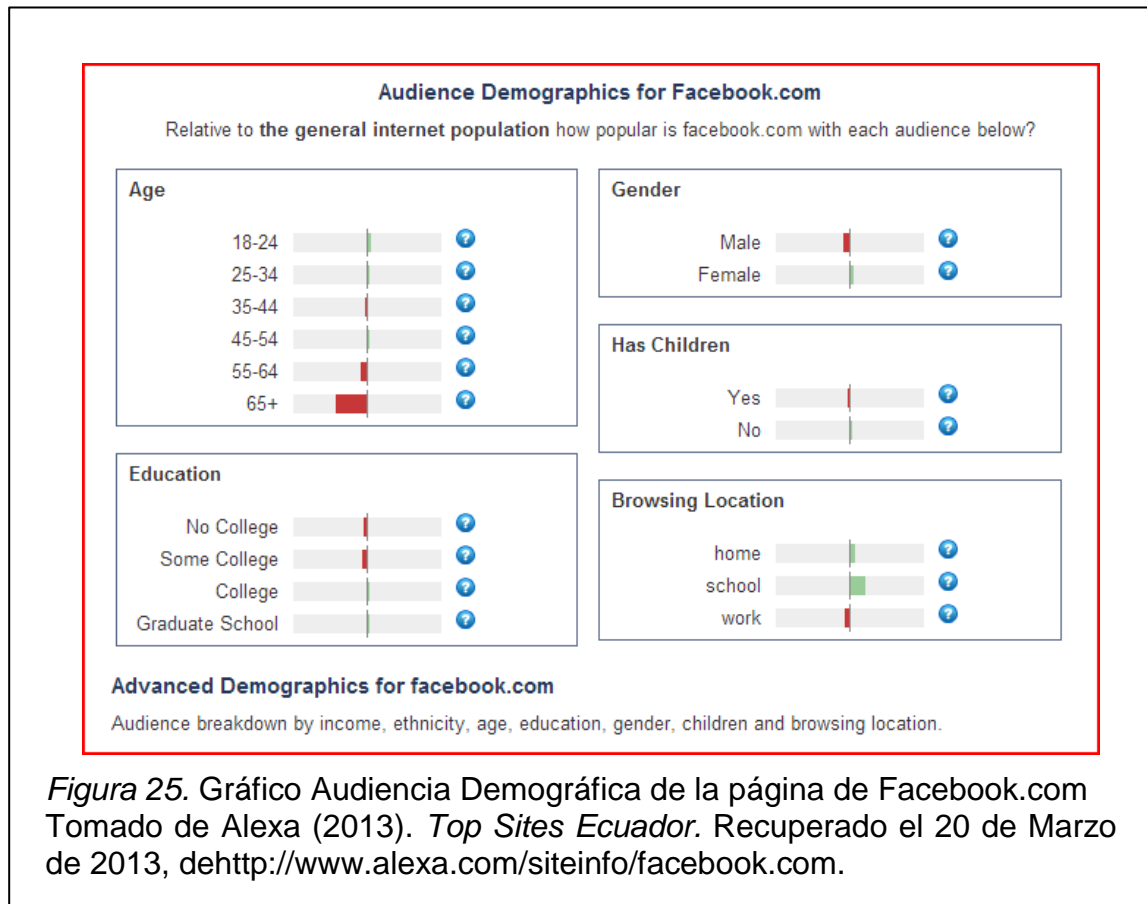 Audience Demographics for Facebook.com
Relative to the general internet population how popular is facebook.com with each audience below?
Age
18-24 ?
25-34 ?
35-44 ?
45-54 ?
55-64 ?
65+ ?
Education
No College ?
Some College ?
College ?
Graduate School ?
Gender
Male ?
Female ?
Has Children
Yes ?
No ?
Browsing Location
home ?
school ?
work ?
Advanced Demographics for facebook.com
Audience breakdown by income, ethnicity, age, education, gender, children and browsing location.
Figura 25. Gráfico Audiencia Demográfica de la página de Facebook.com
Tomado de Alexa (2013). Top Sites Ecuador. Recuperado el 20 de Marzo
de 2013, dehttp://www.alexa.com/siteinfo/facebook.com.